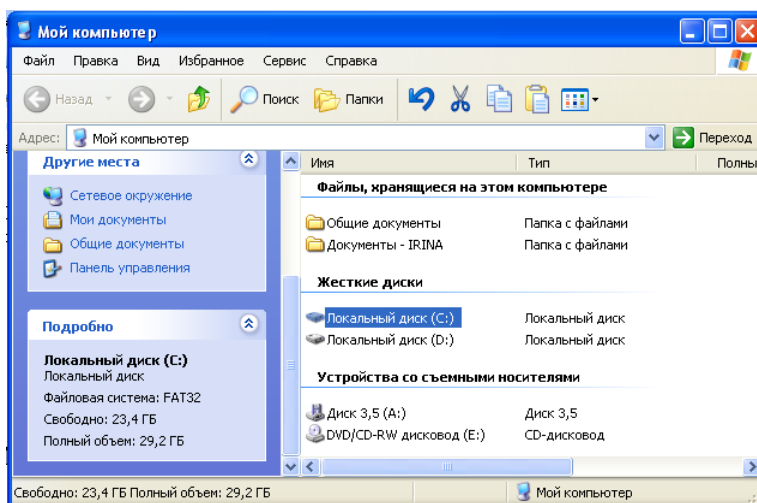 Мой компьютер
Файл Правка Вид Избранное Сервис Справка
Назад Поиск Папки
Адрес: Мой компьютер Переход
Другие места
Сетевое окружение
Мои документы
Общие документы
Панель управления
Подробно
Локальный диск (C:)
Локальный диск
Файловая система: FAT32
Свободно: 23,4 ГБ
Полный объем: 29,2 ГБ
Имя Тип Полны
Файлы, хранящиеся на этом компьютере
Общие документы Папка с файлами
Документы - IRINA Папка с файлами
Жесткие диски
Локальный диск (C:) Локальный диск
Локальный диск (D:) Локальный диск
Устройства со съемными носителями
Диск 3,5 (A:) Диск 3,5
DVD/CD-RW дисковод (E:) CD-дисковод
Свободно: 23,4 ГБ Полный объем: 29,2 ГБ Мой компьютер